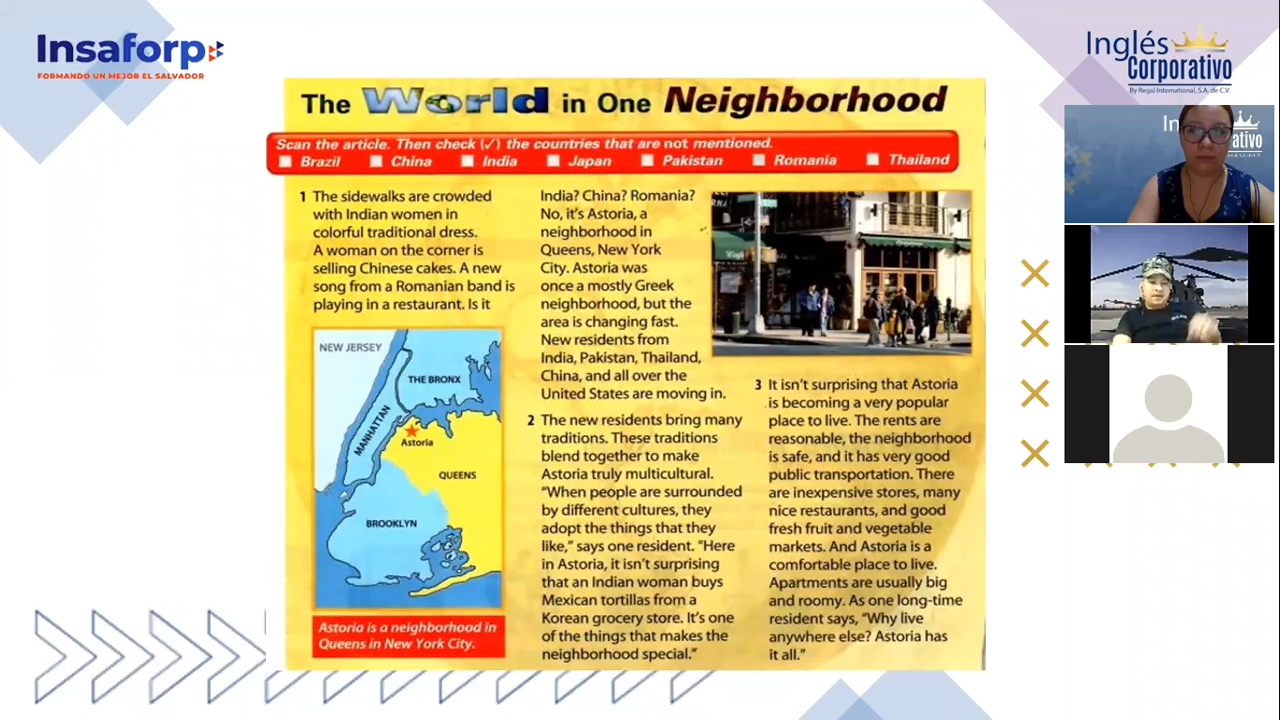 Insaforp
FORMANDO UN MEJOR EL SALVADOR
Inglés
Corporativo
By Regal International, S.A. de C.V.
The World in One Neighborhood
Scan the article. Then check (✓) the countries that are not mentioned.
Brazil China India Japan Pakistan Romania Thailand
1 The sidewalks are crowded
with Indian women in
colorful traditional dress.
A woman on the corner is
selling Chinese cakes. A new
song from a Romanian band is
playing in a restaurant. Is it
NEW JERSEY
THE BRONX
MANHATTAN
Astoria
QUEENS
BROOKLYN
Astoria is a neighborhood in
Queens in New York City.
India? China? Romania?
No, it's Astoria, a
neighborhood in
Queens, New York
City. Astoria was
once a mostly Greek
neighborhood, but the
area is changing fast.
New residents from
India, Pakistan, Thailand,
China, and all over the
United States are moving in.
2 The new residents bring many
traditions. These traditions
blend together to make
Astoria truly multicultural.
"When people are surrounded
by different cultures, they
adopt the things that they
like," says one resident. "Here
in Astoria, it isn't surprising
that an Indian woman buys
Mexican tortillas from a
Korean grocery store. It's one
of the things that makes the
neighborhood special."
3 It isn't surprising that Astoria
is becoming a very popular
place to live. The rents are
reasonable, the neighborhood
is safe, and it has very good
public transportation. There
are inexpensive stores, many
nice restaurants, and good
fresh fruit and vegetable
markets. And Astoria is a
comfortable place to live.
Apartments are usually big
and roomy. As one long-time
resident says, "Why live
anywhere else? Astoria has
it all."